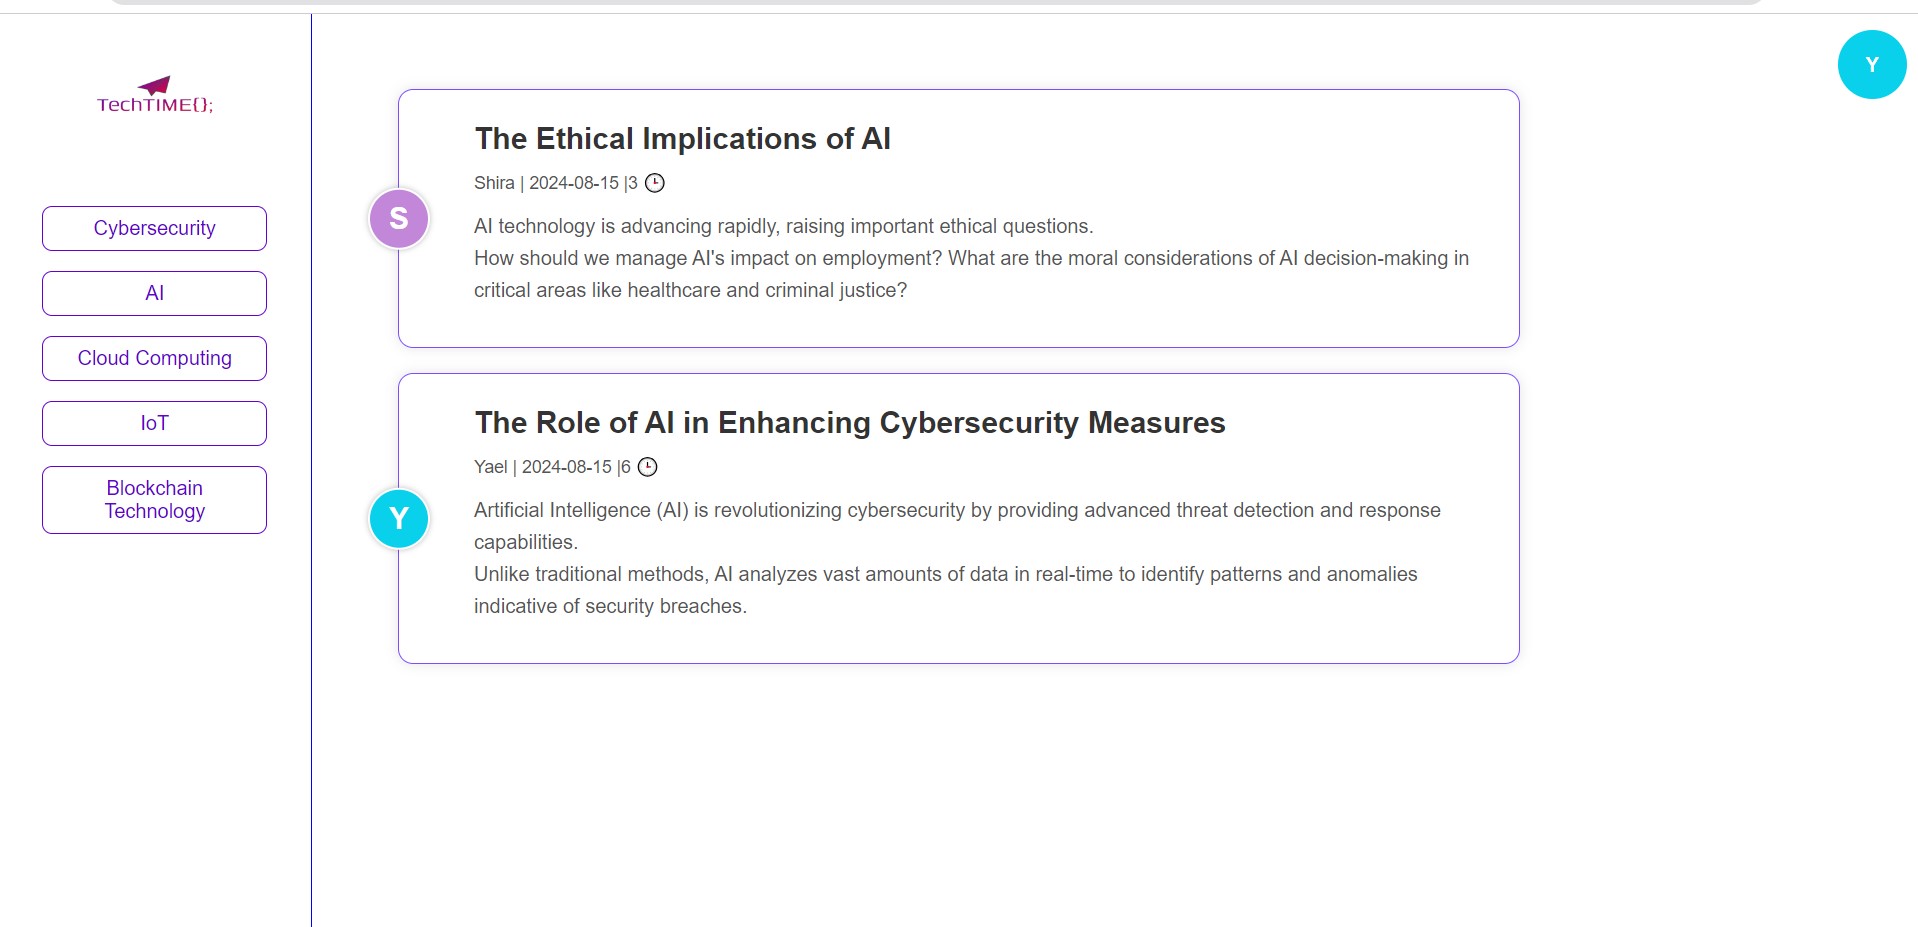 TechTIME{};
Cybersecurity
AI
Cloud Computing
IoT
Blockchain
Technology
Y
The Ethical Implications of AI
Shira | 2024-08-15 |3
S
AI technology is advancing rapidly, raising important ethical questions.
How should we manage AI's impact on employment? What are the moral considerations of AI decision-making in
critical areas like healthcare and criminal justice?
The Role of AI in Enhancing Cybersecurity Measures
Yael | 2024-08-15 |6
Y
Artificial Intelligence (AI) is revolutionizing cybersecurity by providing advanced threat detection and response
capabilities.
Unlike traditional methods, AI analyzes vast amounts of data in real-time to identify patterns and anomalies
indicative of security breaches.